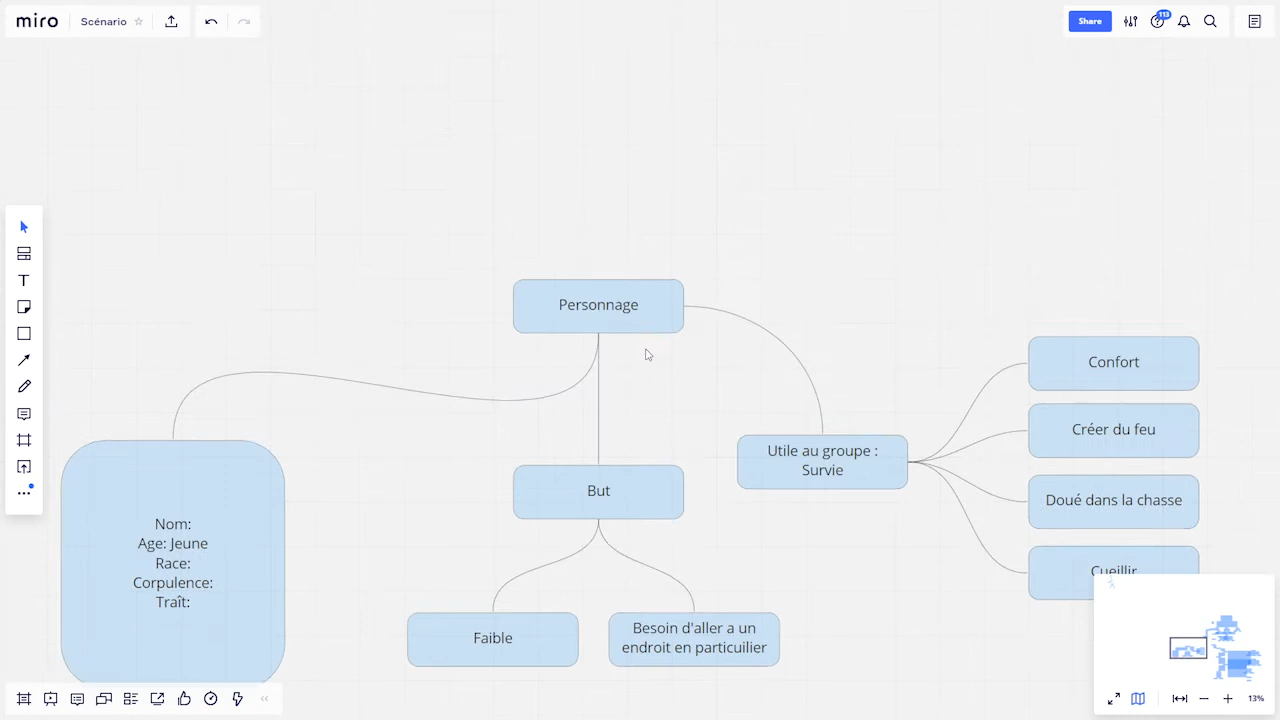 miro
Scénario
Share
113
Personnage
Confort
Créer du feu
Utile au groupe :
Survie
But
Doué dans la chasse
Nom:
Age: Jeune
Race:
Corpulence:
Traît:
Cueillir
Faible
Besoin d'aller a un
endroit en particuilier
13%